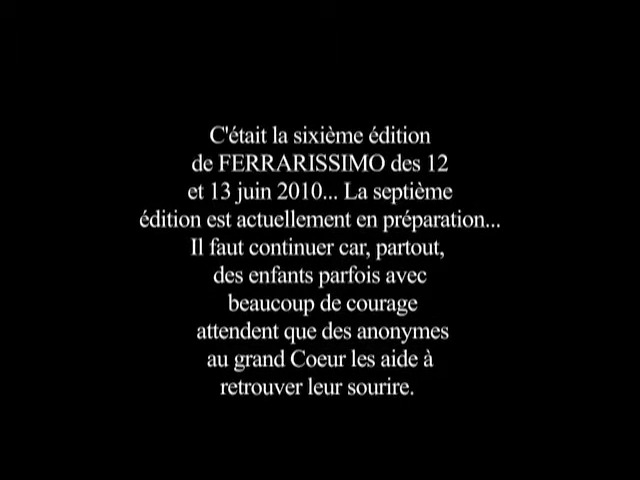 C'était la sixième édition
de FERRARISSIMO des 12
et 13 juin 2010... La septième
édition est actuellement en préparation...
Il faut continuer car, partout,
des enfants parfois avec
beaucoup de courage
attendent que des anonymes
au grand Coeur les aide à
retrouver leur sourire.